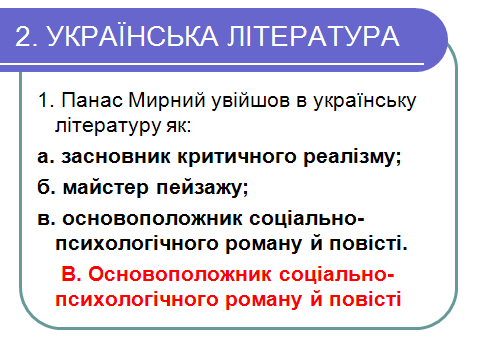 2. УКРАЇНСЬКА ЛІТЕРАТУРА
1. Панас Мирний увійшов в українську
літературу як:
а. засновник критичного реалізму;
б. майстер пейзажу;
в. основоположник соціально-
психологічного роману й повісті.
В. Основоположник соціально-
психологічного роману й повісті